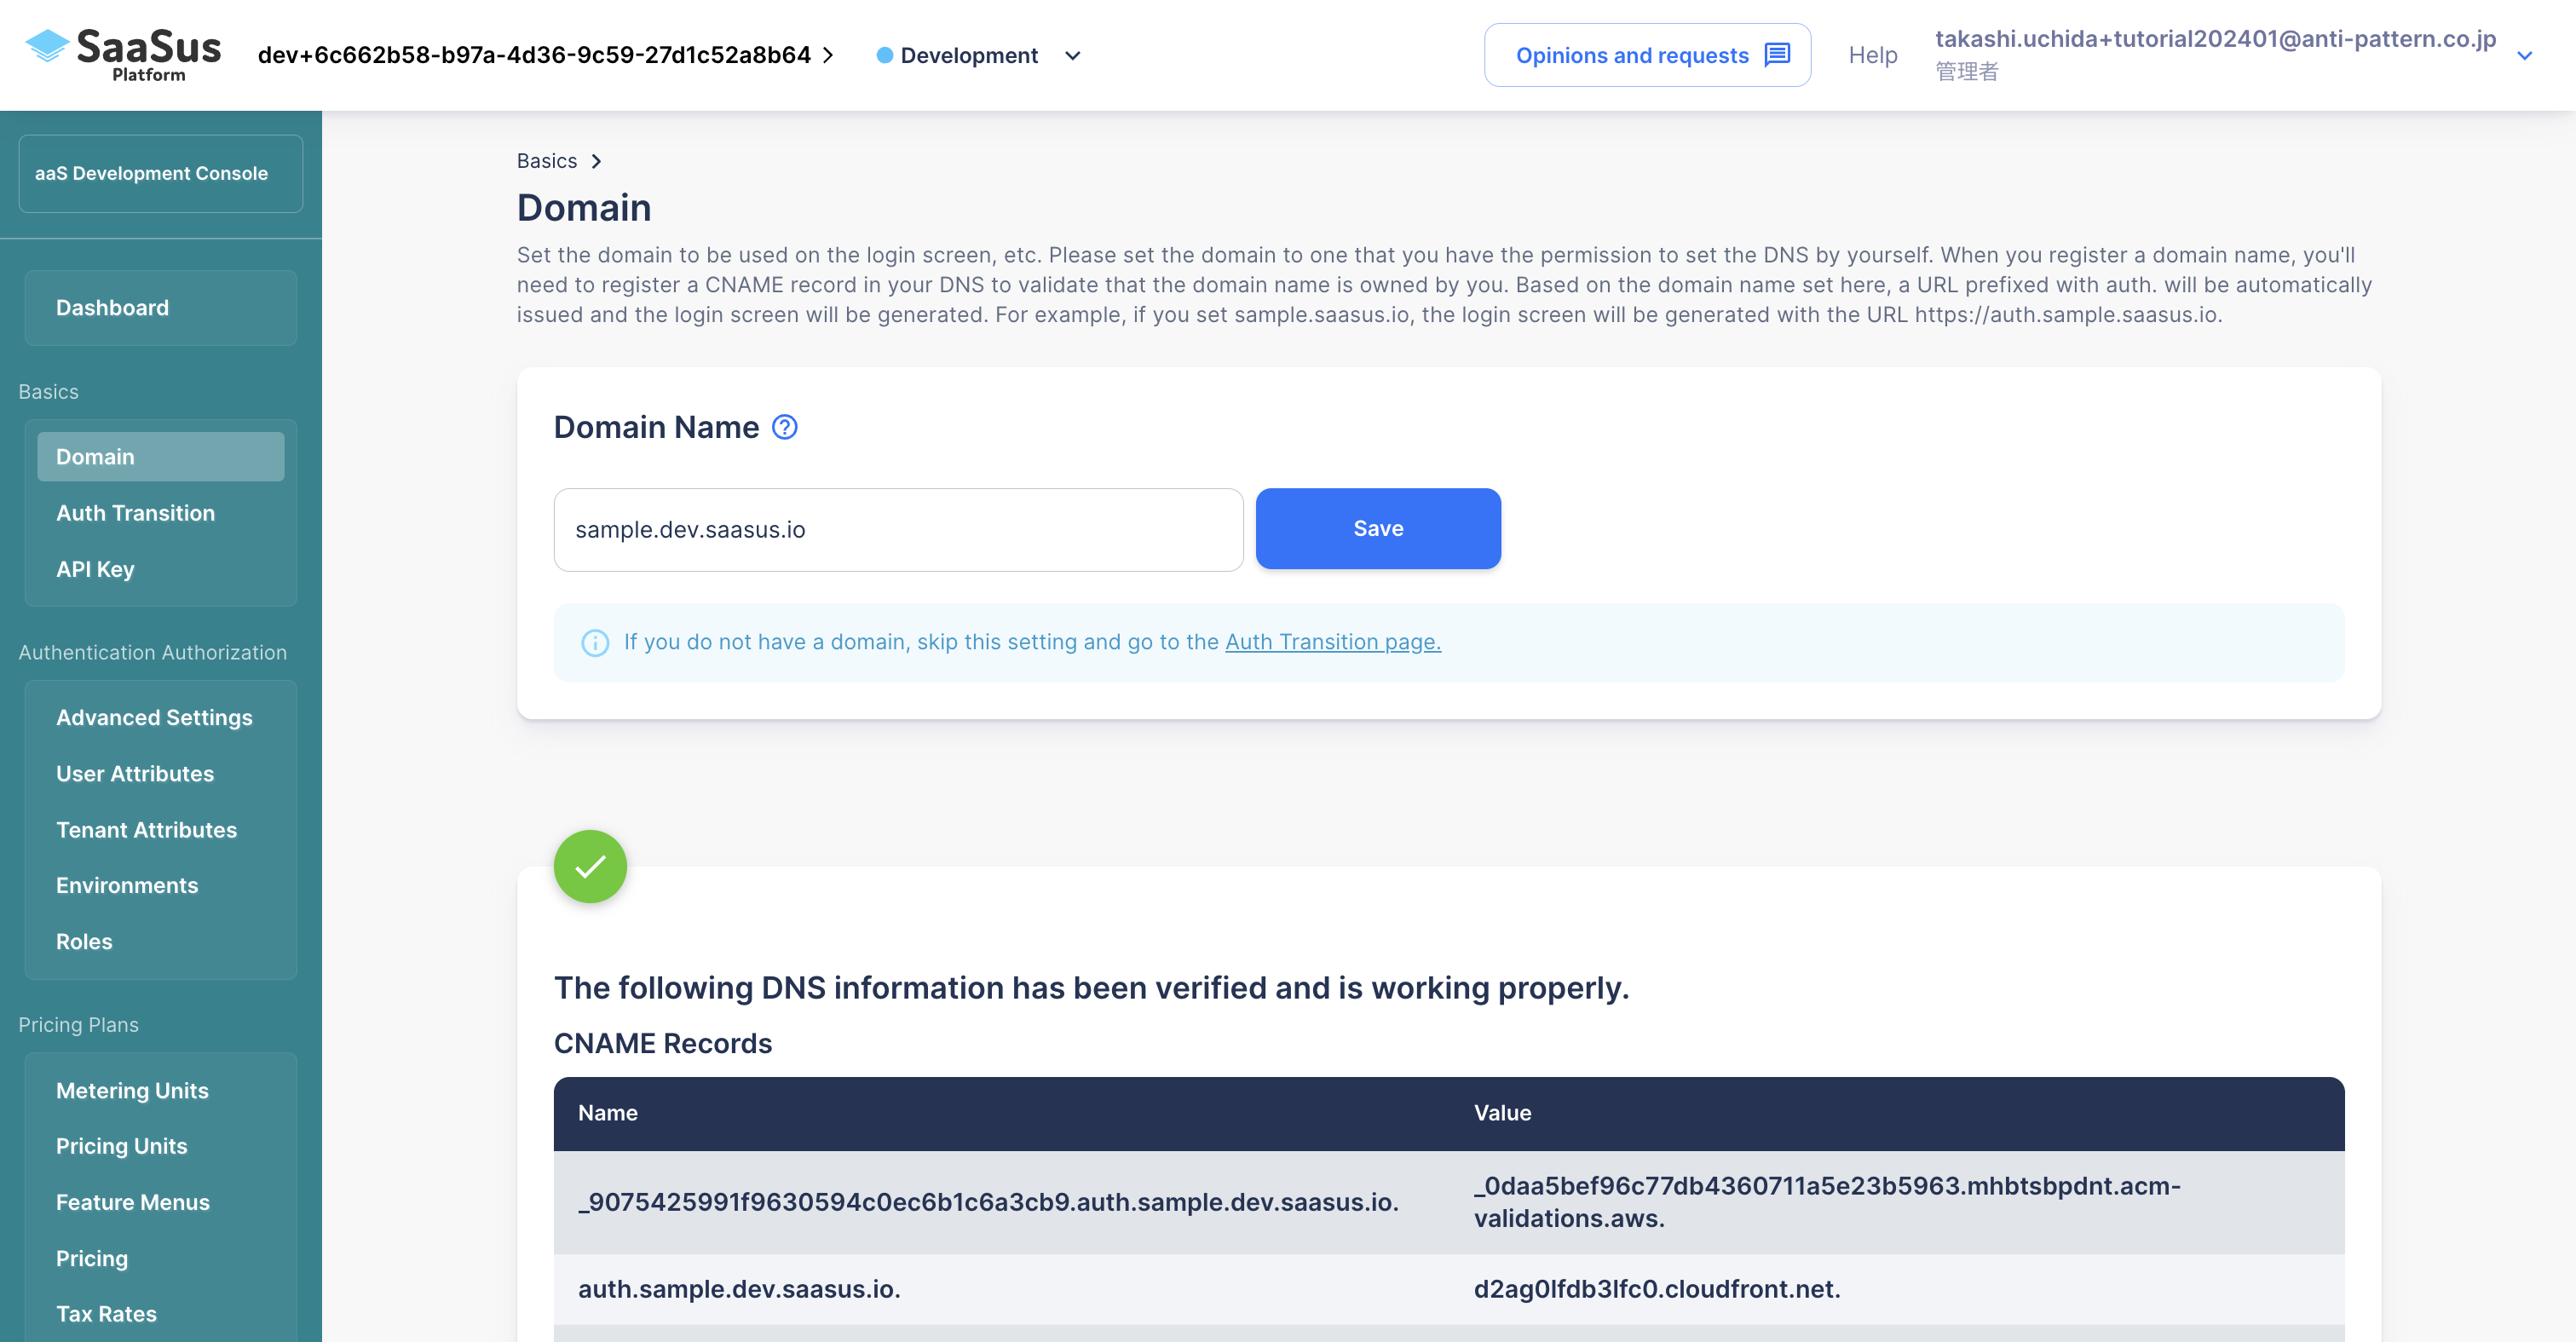 SaaSus
Platform
dev+6c662b58-b97a-4d36-9c59-27d1c52a8b64
Development
Opinions and requests
Help
takashi.uchida+tutorial202401@anti-pattern.co.jp
管理者
aaS Development Console
Dashboard
Basics
Domain
Auth Transition
API Key
Authentication Authorization
Advanced Settings
User Attributes
Tenant Attributes
Environments
Roles
Pricing Plans
Metering Units
Pricing Units
Feature Menus
Pricing
Tax Rates
Basics
Domain
Set the domain to be used on the login screen, etc. Please set the domain to one that you have the permission to set the DNS by yourself. When you register a domain name, you'll
need to register a CNAME record in your DNS to validate that the domain name is owned by you. Based on the domain name set here, a URL prefixed with auth. will be automatically
issued and the login screen will be generated. For example, if you set sample.saasus.io, the login screen will be generated with the URL https://auth.sample.saasus.io.
Domain Name
sample.dev.saasus.io
Save
If you do not have a domain, skip this setting and go to the Auth Transition page.
The following DNS information has been verified and is working properly.
CNAME Records
Name Value
_9075425991f9630594c0ec6b1c6a3cb9.auth.sample.dev.saasus.io.
_0daa5bef96c77db4360711a5e23b5963.mhbtsbpdnt.acm-
validations.aws.
auth.sample.dev.saasus.io. d2ag0lfdb3lfc0.cloudfront.net.